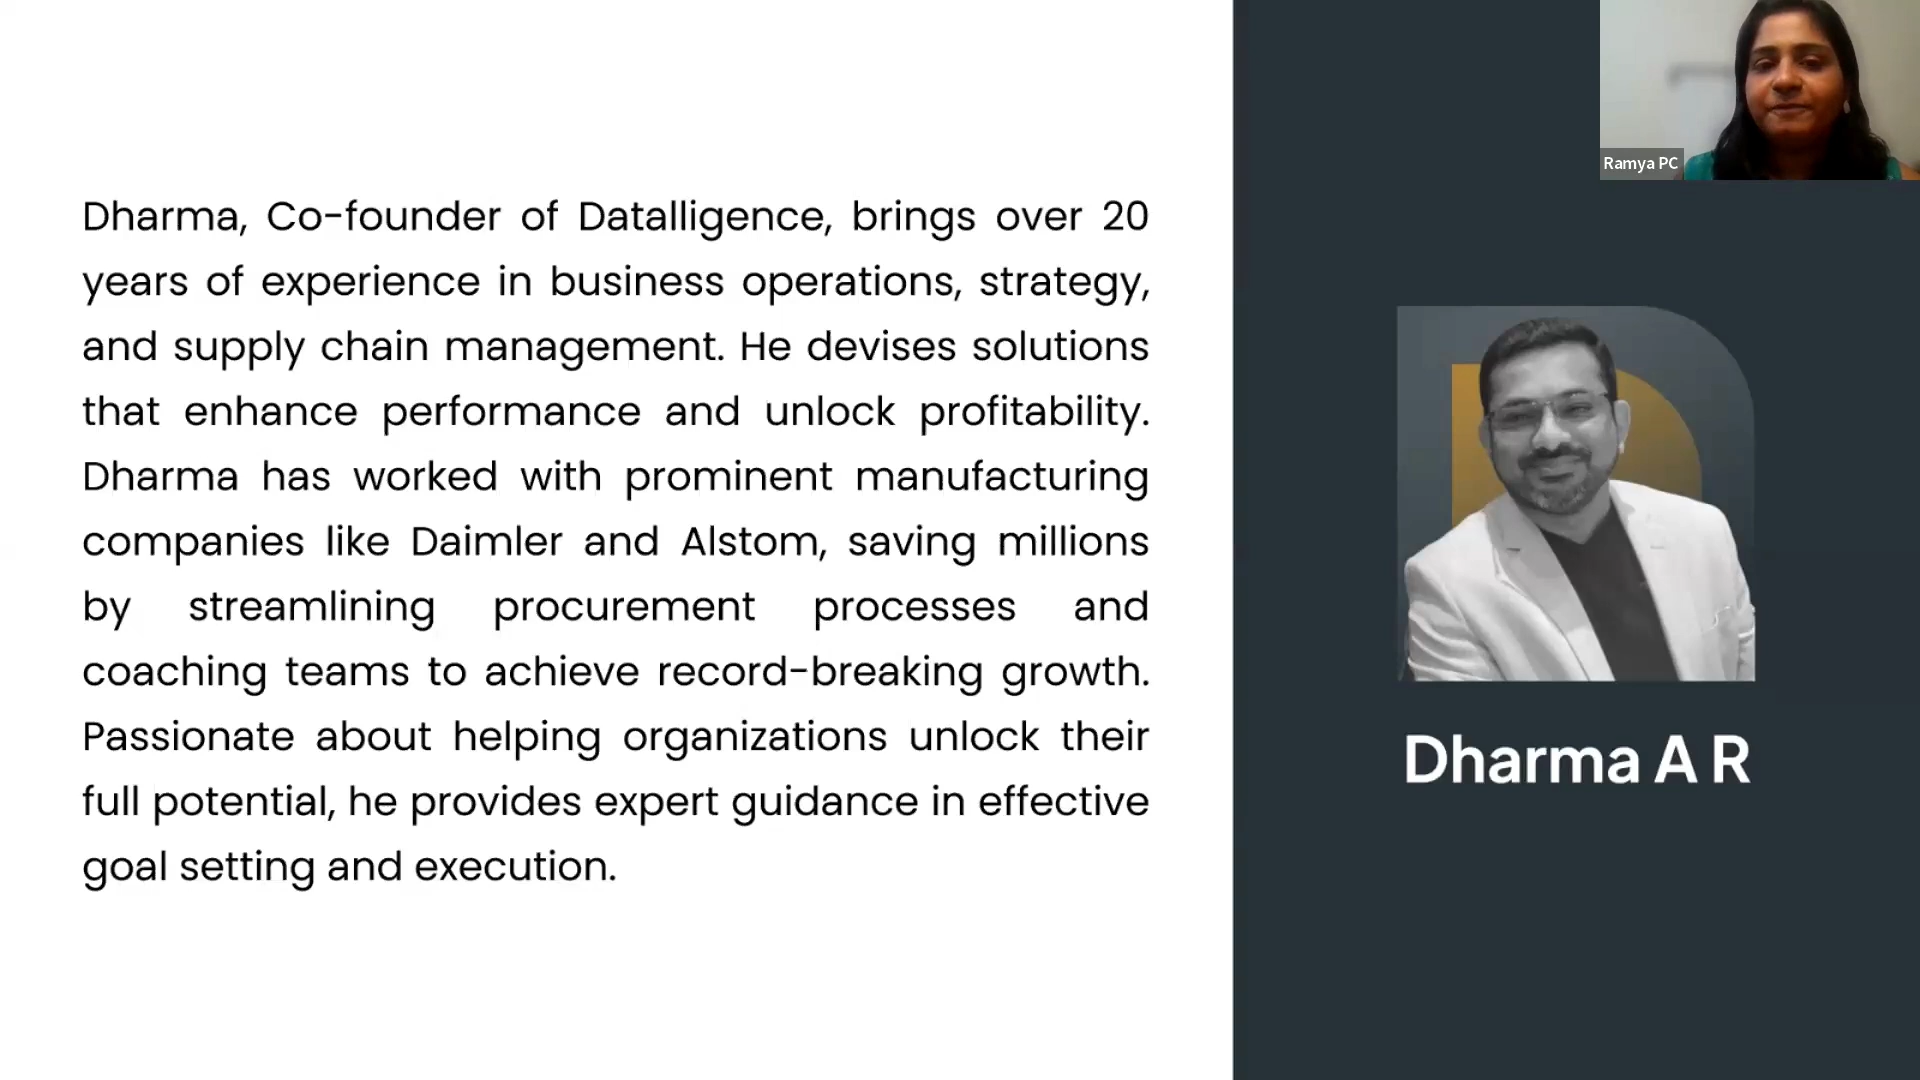 Ramya PC
Dharma, Co-founder of Datalligence, brings over 20
years of experience in business operations, strategy,
and supply chain management. He devises solutions
that enhance performance and unlock profitability.
Dharma has worked with prominent manufacturing
companies like Daimler and Alstom, saving millions
by streamlining procurement processes and
coaching teams to achieve record-breaking growth.
Passionate about helping organizations unlock their
full potential, he provides expert guidance in effective
goal setting and execution.
Dharma A R